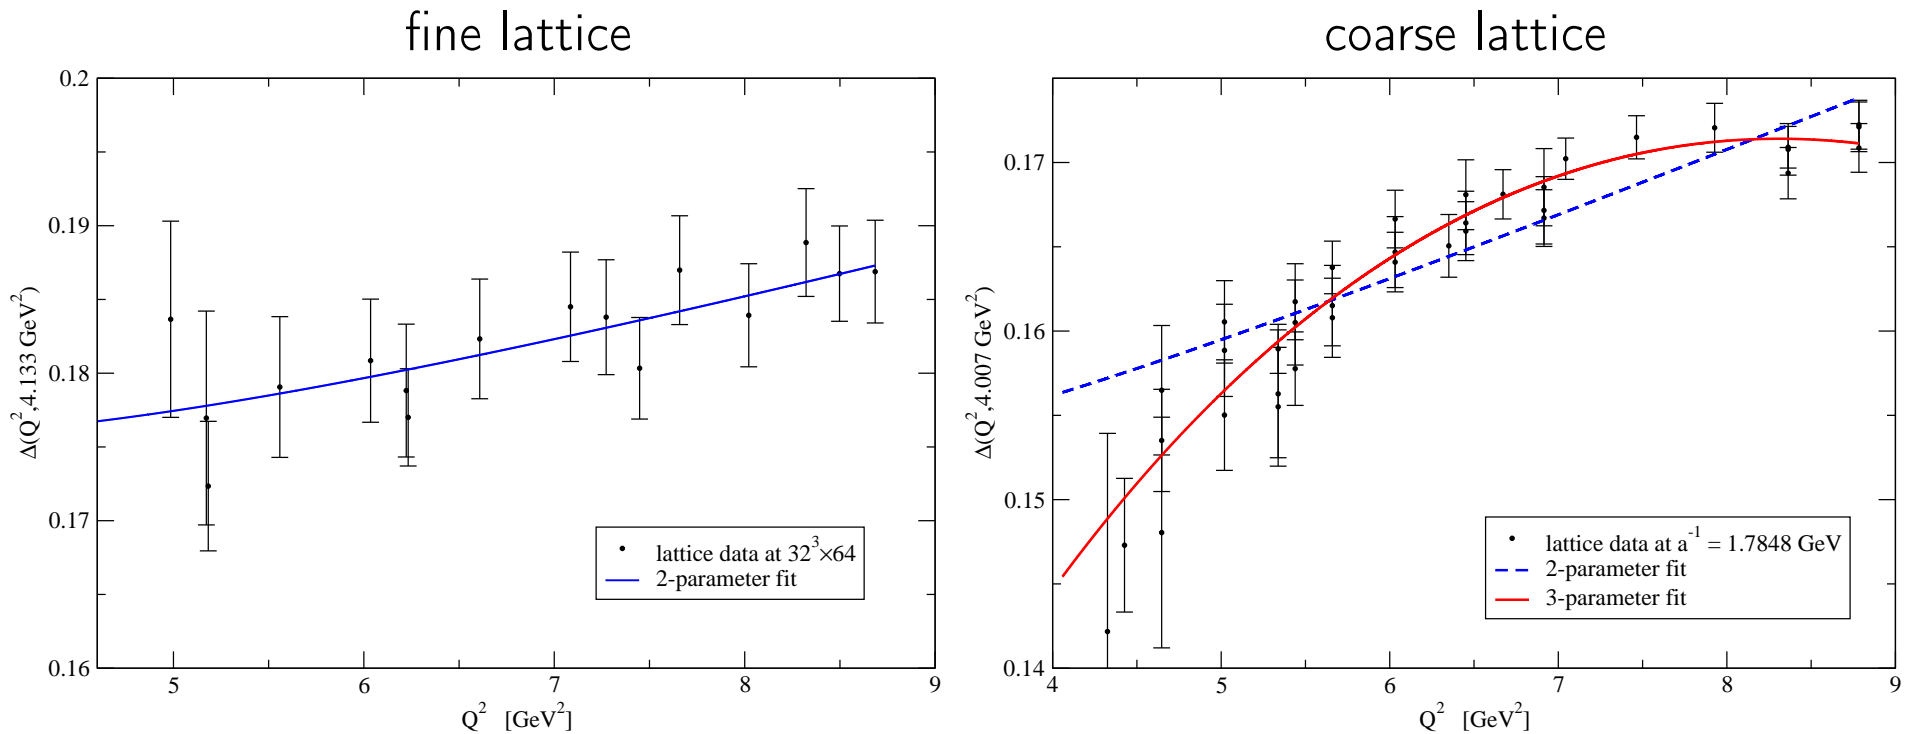 fine lattice
0.2
0.19
0.18
0.17
0.16
Δ(Q²,4.133 GeV²)
lattice data at 32³×64
2-parameter fit
5 6 7 8 9
Q² [GeV²]
coarse lattice
0.17
0.16
0.15
0.14
Δ(Q²,4.007 GeV²)
lattice data at a⁻¹ = 1.7848 GeV
2-parameter fit
3-parameter fit
4 5 6 7 8 9
Q² [GeV²]